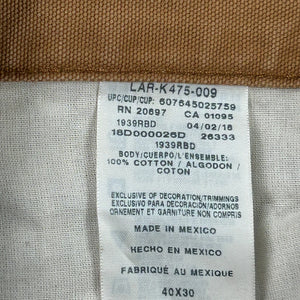 LAR-K475-009
UPC/CUP/CUP: 607645025759
RN 20697 CA 01095
1939RBD 04/02/18
18D000026D 26333
1939RBD
BODY/CUERPO/L'ENSEMBLE:
100% COTTON / ALGODON /
COTON
EXCLUSIVE OF DECORATION/TRIMMINGS
EXCLUSIVO PARA DECORACIÓN/ADORNOS
ORNEMENT ET GARNITURE NON COMPRIS
MADE IN MEXICO
HECHO EN MEXICO
FABRIQUÉ AU MEXIQUE
40X30